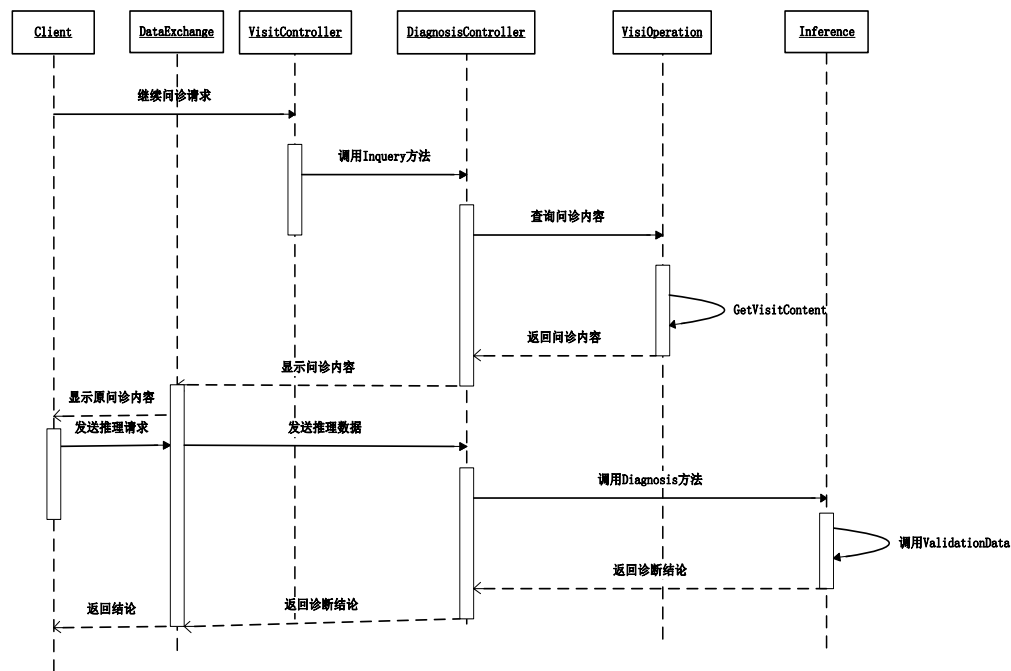 Client
DataExchange
VisitController
DiagnosisController
VisiOperation
Inference
继续问诊请求
调用Inquery方法
查询问诊内容
GetVisitContent
返回问诊内容
显示问诊内容
显示原问诊内容
发送推理请求
发送推理数据
调用Diagnosis方法
调用ValidationData
返回诊断结论
返回诊断结论
返回结论